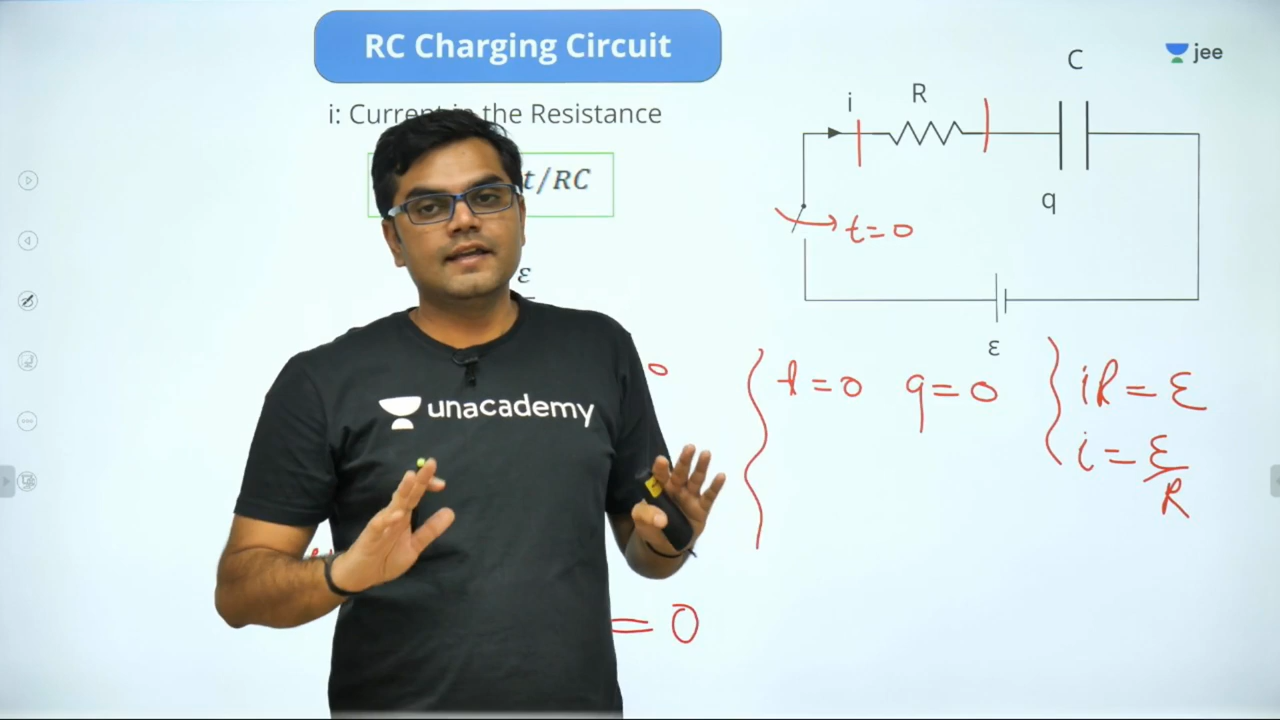 RC Charging Circuit
jee
i: Current in the Resistance
t/RC
ε
i
R
C
q
t=0
ε
t=0 q=0
iR=ε
i=ε/R
unacademy
= 0